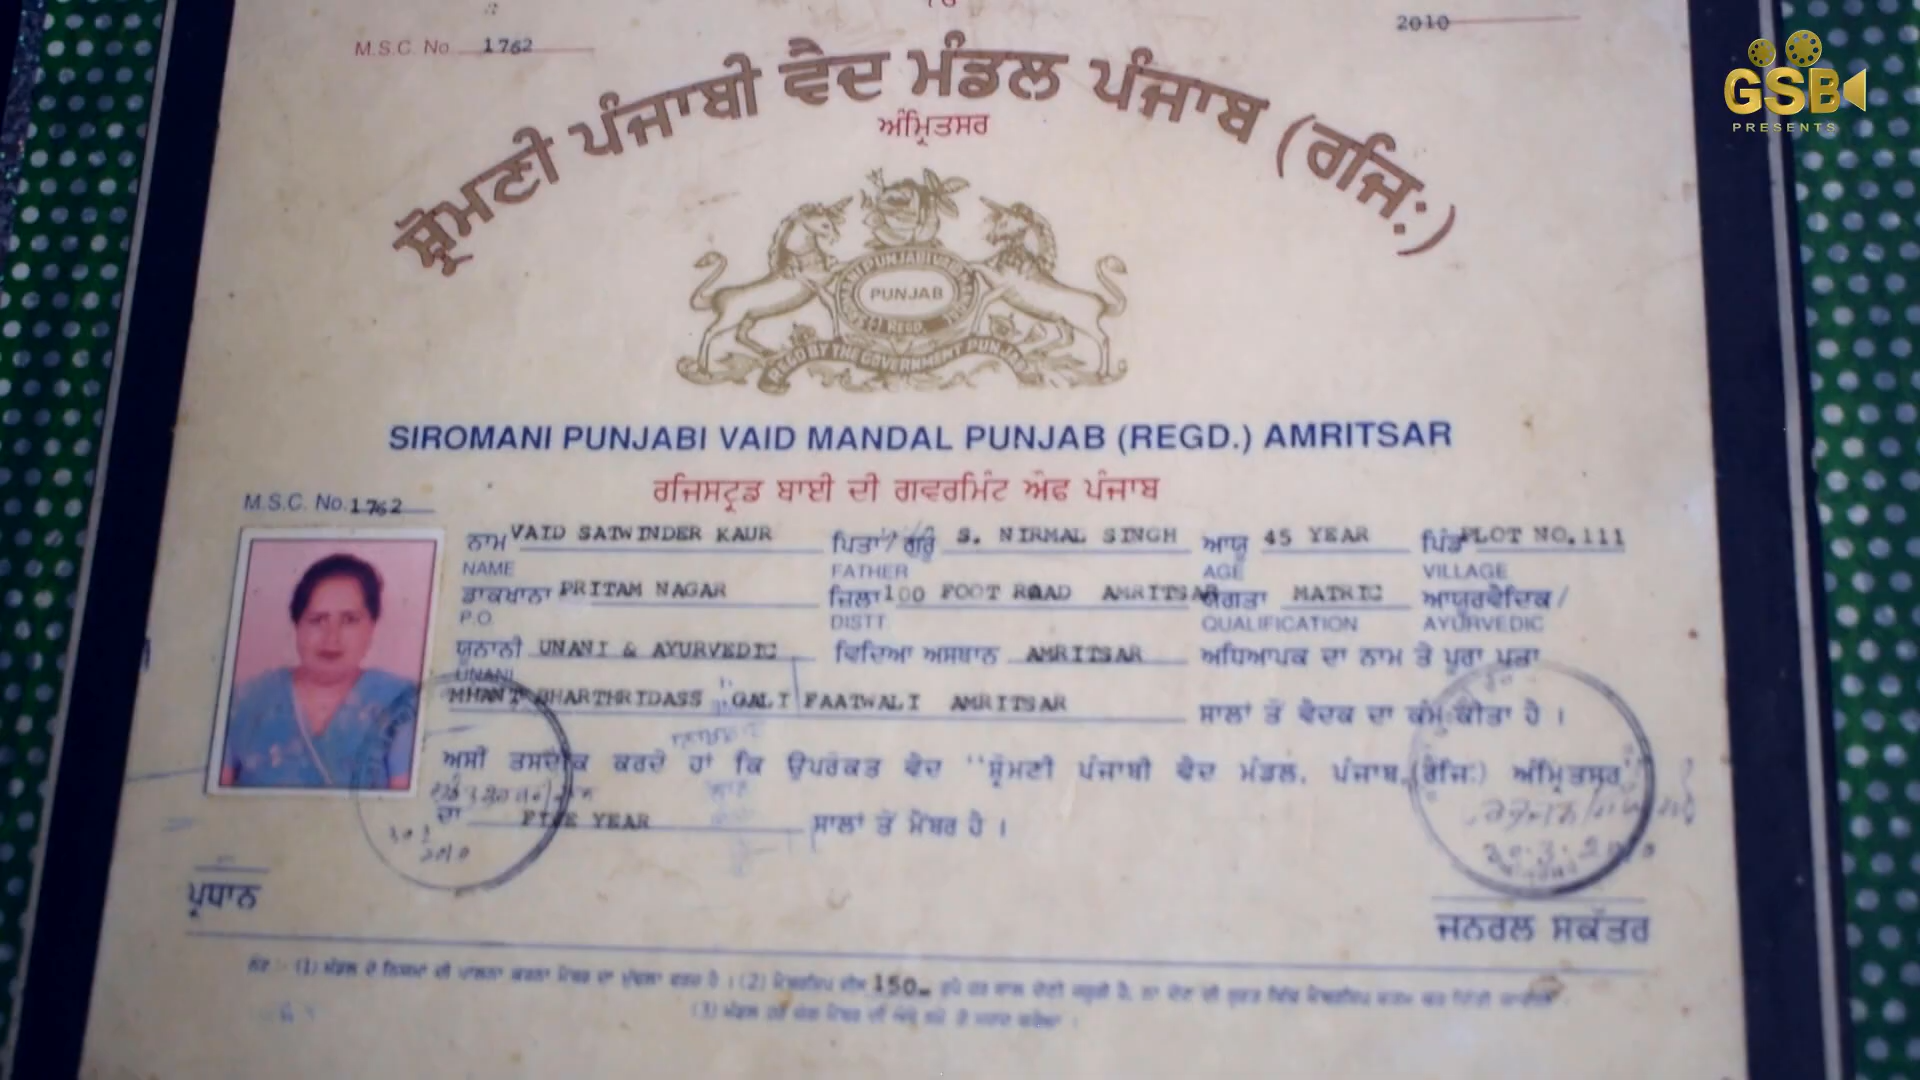 2010
M.S.C. No. 1762
GSB
PRESENTS
ਸ਼੍ਰੋਮਣੀ ਪੰਜਾਬੀ ਵੈਦ ਮੰਡਲ ਪੰਜਾਬ (ਰਜਿ:)
ਅੰਮ੍ਰਿਤਸਰ
PUNJAB
REGD.
REGD BY THE GOVERNMENT PUNJAB
SIROMANI PUNJABI VAID MANDAL PUNJAB (REGD.) AMRITSAR
ਰਜਿਸਟ੍ਰਡ ਬਾਈ ਦੀ ਗਵਰਮਿੰਟ ਔਫ ਪੰਜਾਬ
M.S.C. No. 1762
ਨਾਮ VAID SATWINDER KAUR ਪਿਤਾ/ਗੁਰੂ S. NIRMAL SINGH ਆਯੂ 45 YEAR ਪਿੰਡ PLOT NO.111
NAME FATHER AGE VILLAGE
ਡਾਕਖਾਨਾ PRITAM NAGAR ਜ਼ਿਲਾ 100 FOOT ROAD AMRITSAR ਯੋਗਤਾ MATRIC ਆਯੁਰਵੈਦਿਕ/
P.O. DISTT. QUALIFICATION AYURVEDIC
ਯੂਨਾਨੀ UNANI & AYURVEDIC ਵਿਦਿਆ ਅਸਥਾਨ AMRITSAR ਅਧਿਆਪਕ ਦਾ ਨਾਮ ਤੇ ਪੂਰਾ ਪਤਾ
UNANI
MHANT BHARTHRIDASS GALI FAATWALI AMRITSAR ਸਾਲਾਂ ਤੋਂ ਵੈਦਕ ਦਾ ਕੰਮ ਕੀਤਾ ਹੈ ।
ਅਸੀਂ ਤਸਦੀਕ ਕਰਦੇ ਹਾਂ ਕਿ ਉਪਰੋਕਤ ਵੈਦ "ਸ਼੍ਰੋਮਣੀ ਪੰਜਾਬੀ ਵੈਦ ਮੰਡਲ, ਪੰਜਾਬ (ਰਜਿ:) ਅੰਮ੍ਰਿਤਸਰ"
ਦਾ FIVE YEAR ਸਾਲਾਂ ਤੋਂ ਮੈਂਬਰ ਹੈ ।
ਪ੍ਰਧਾਨ
ਜਨਰਲ ਸਕੱਤਰ
150